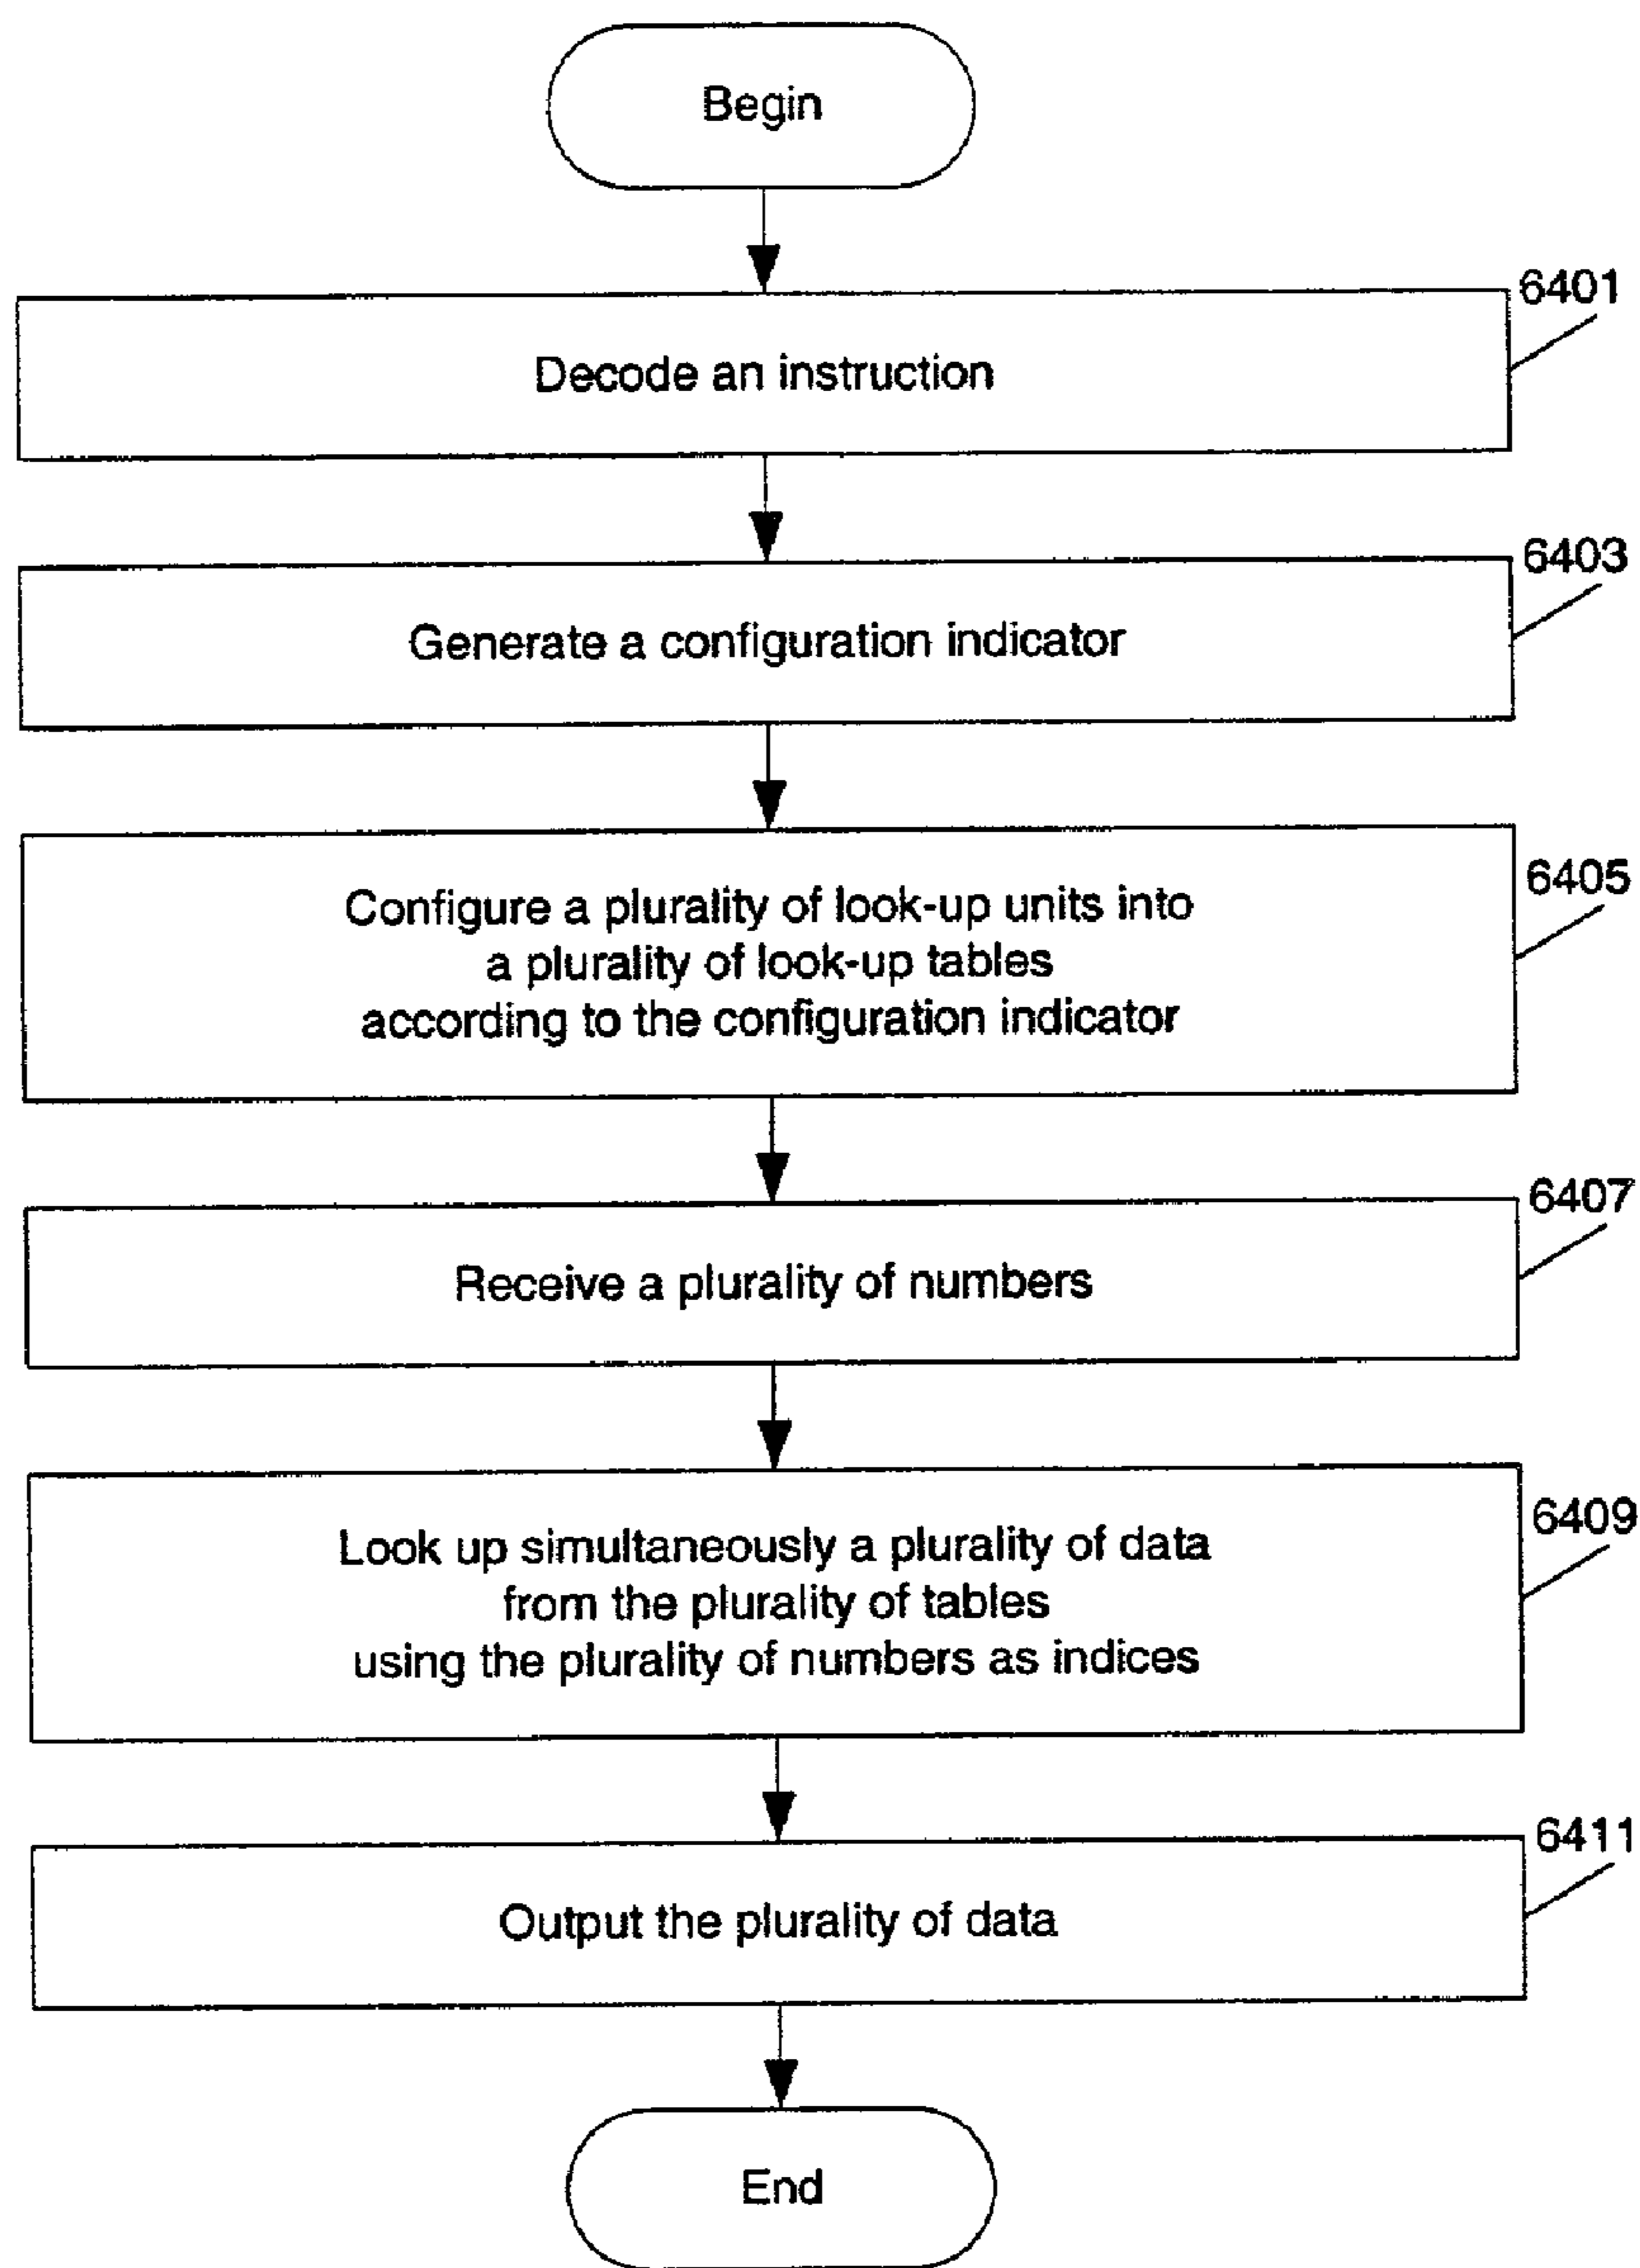 Begin
6401
Decode an instruction
6403
Generate a configuration indicator
6405
Configure a plurality of look-up units into
a plurality of look-up tables
according to the configuration indicator
6407
Receive a plurality of numbers
6409
Look up simultaneously a plurality of data
from the plurality of tables
using the plurality of numbers as indices
6411
Output the plurality of data
End